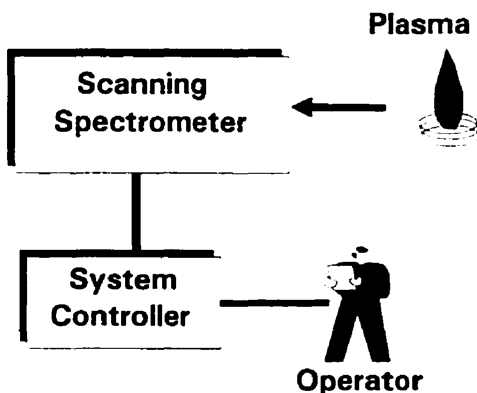 Plasma
Scanning
Spectrometer
System
Controller
Operator